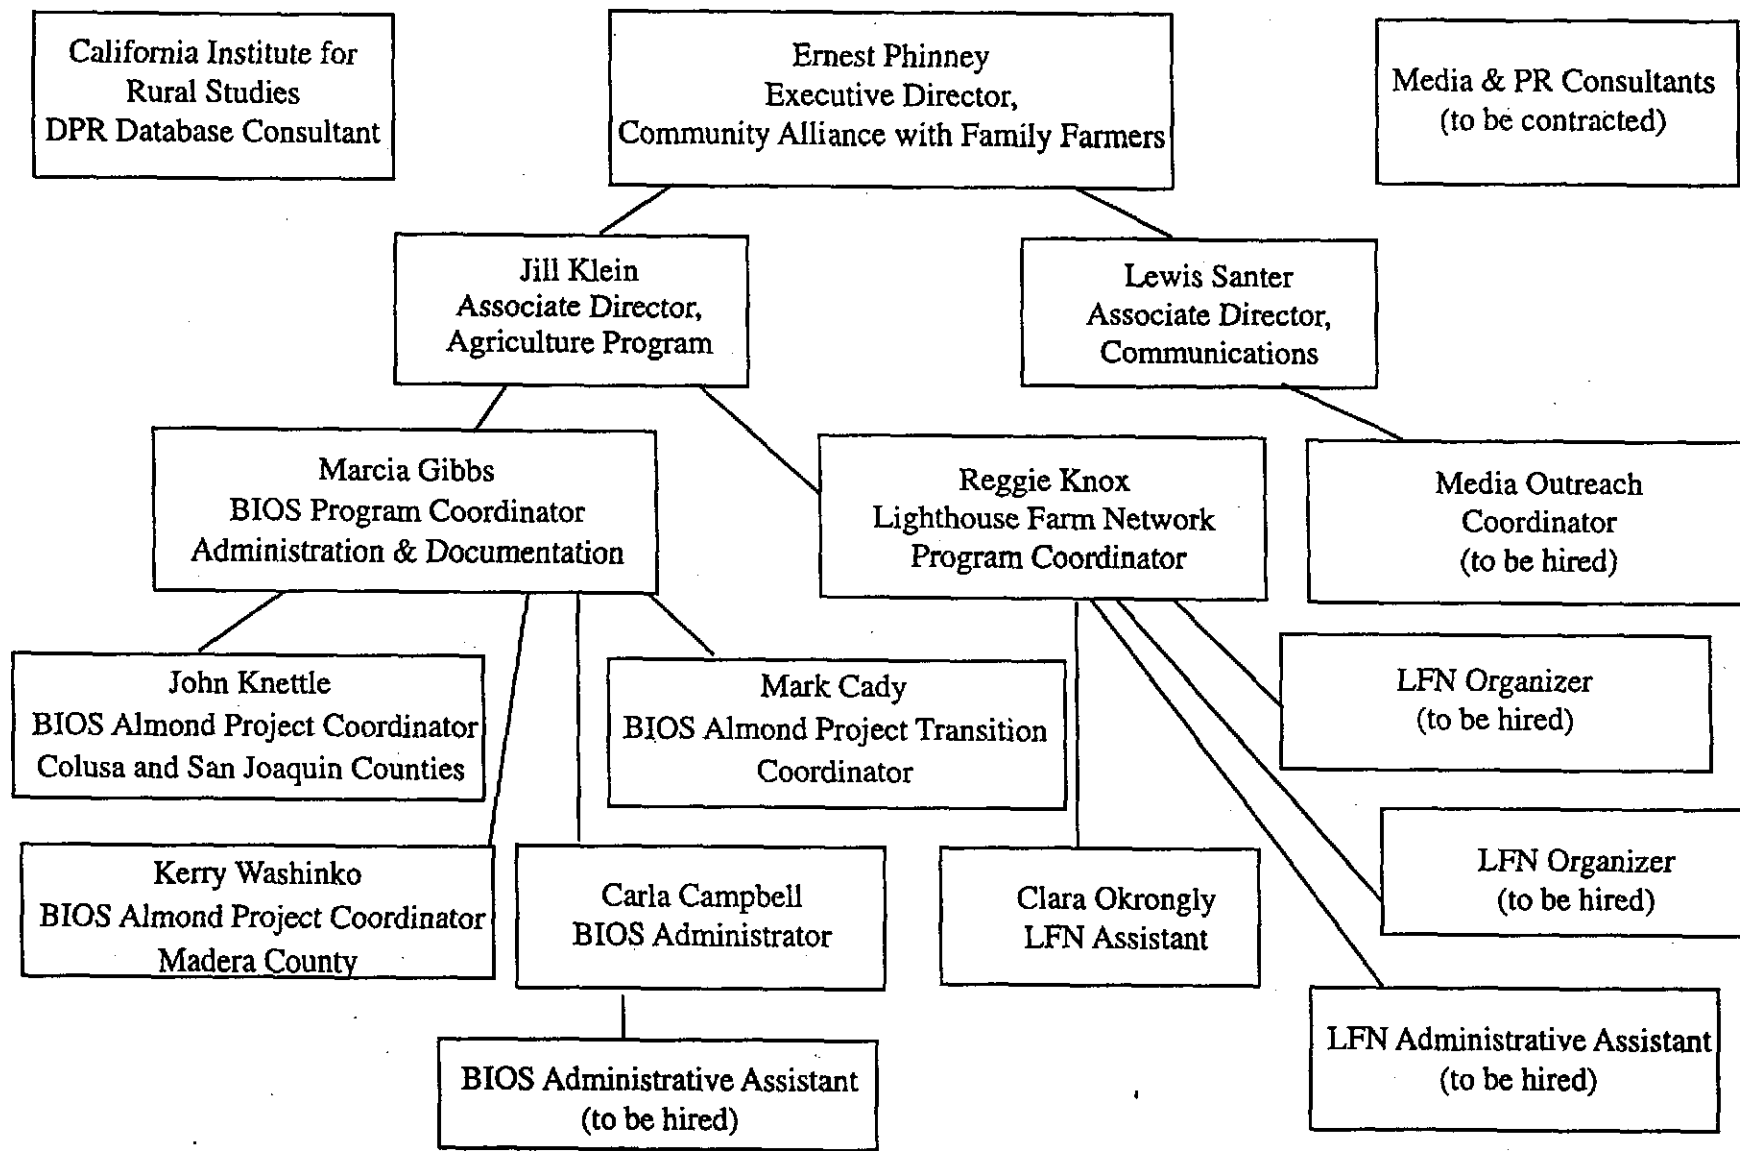 California Institute for
Rural Studies
DPR Database Consultant
Ernest Phinney
Executive Director,
Community Alliance with Family Farmers
Media & PR Consultants
(to be contracted)
Jill Klein
Associate Director,
Agriculture Program
Lewis Santer
Associate Director,
Communications
Marcia Gibbs
BIOS Program Coordinator
Administration & Documentation
Reggie Knox
Lighthouse Farm Network
Program Coordinator
Media Outreach
Coordinator
(to be hired)
John Knettle
BIOS Almond Project Coordinator
Colusa and San Joaquin Counties
Mark Cady
BIOS Almond Project Transition
Coordinator
LFN Organizer
(to be hired)
Kerry Washinko
BIOS Almond Project Coordinator
Madera County
Carla Campbell
BIOS Administrator
Clara Okrongly
LFN Assistant
LFN Organizer
(to be hired)
BIOS Administrative Assistant
(to be hired)
LFN Administrative Assistant
(to be hired)